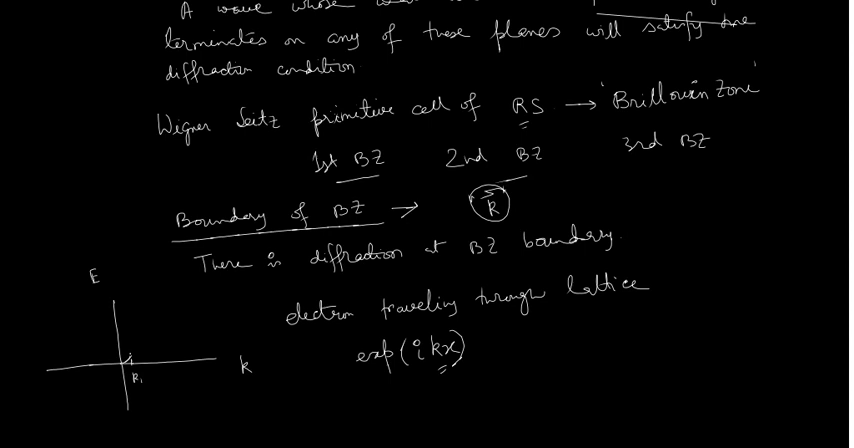 A wave whose
terminates on any of these planes will satisfy the
diffraction condition
Wigner Seitz primitive cell of RS → 'Brillouin Zone'
1st BZ 2nd BZ 3rd BZ
Boundary of BZ → k
There is diffraction at BZ boundary.
electron traveling through lattice
exp(ikx)
E
k
k₁